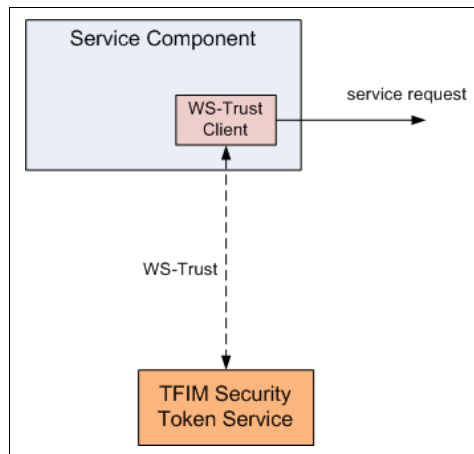 Service Component
WS-Trust
Client
service request
WS-Trust
TFIM Security
Token Service